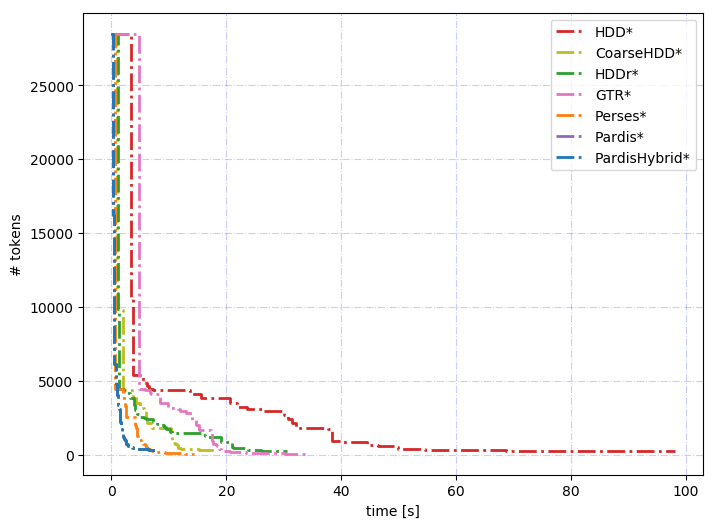 HDD*
CoarseHDD*
HDDr*
GTR*
Perses*
Pardis*
PardisHybrid*
# tokens
25000
20000
15000
10000
5000
0
0 20 40 60 80 100
time [s]